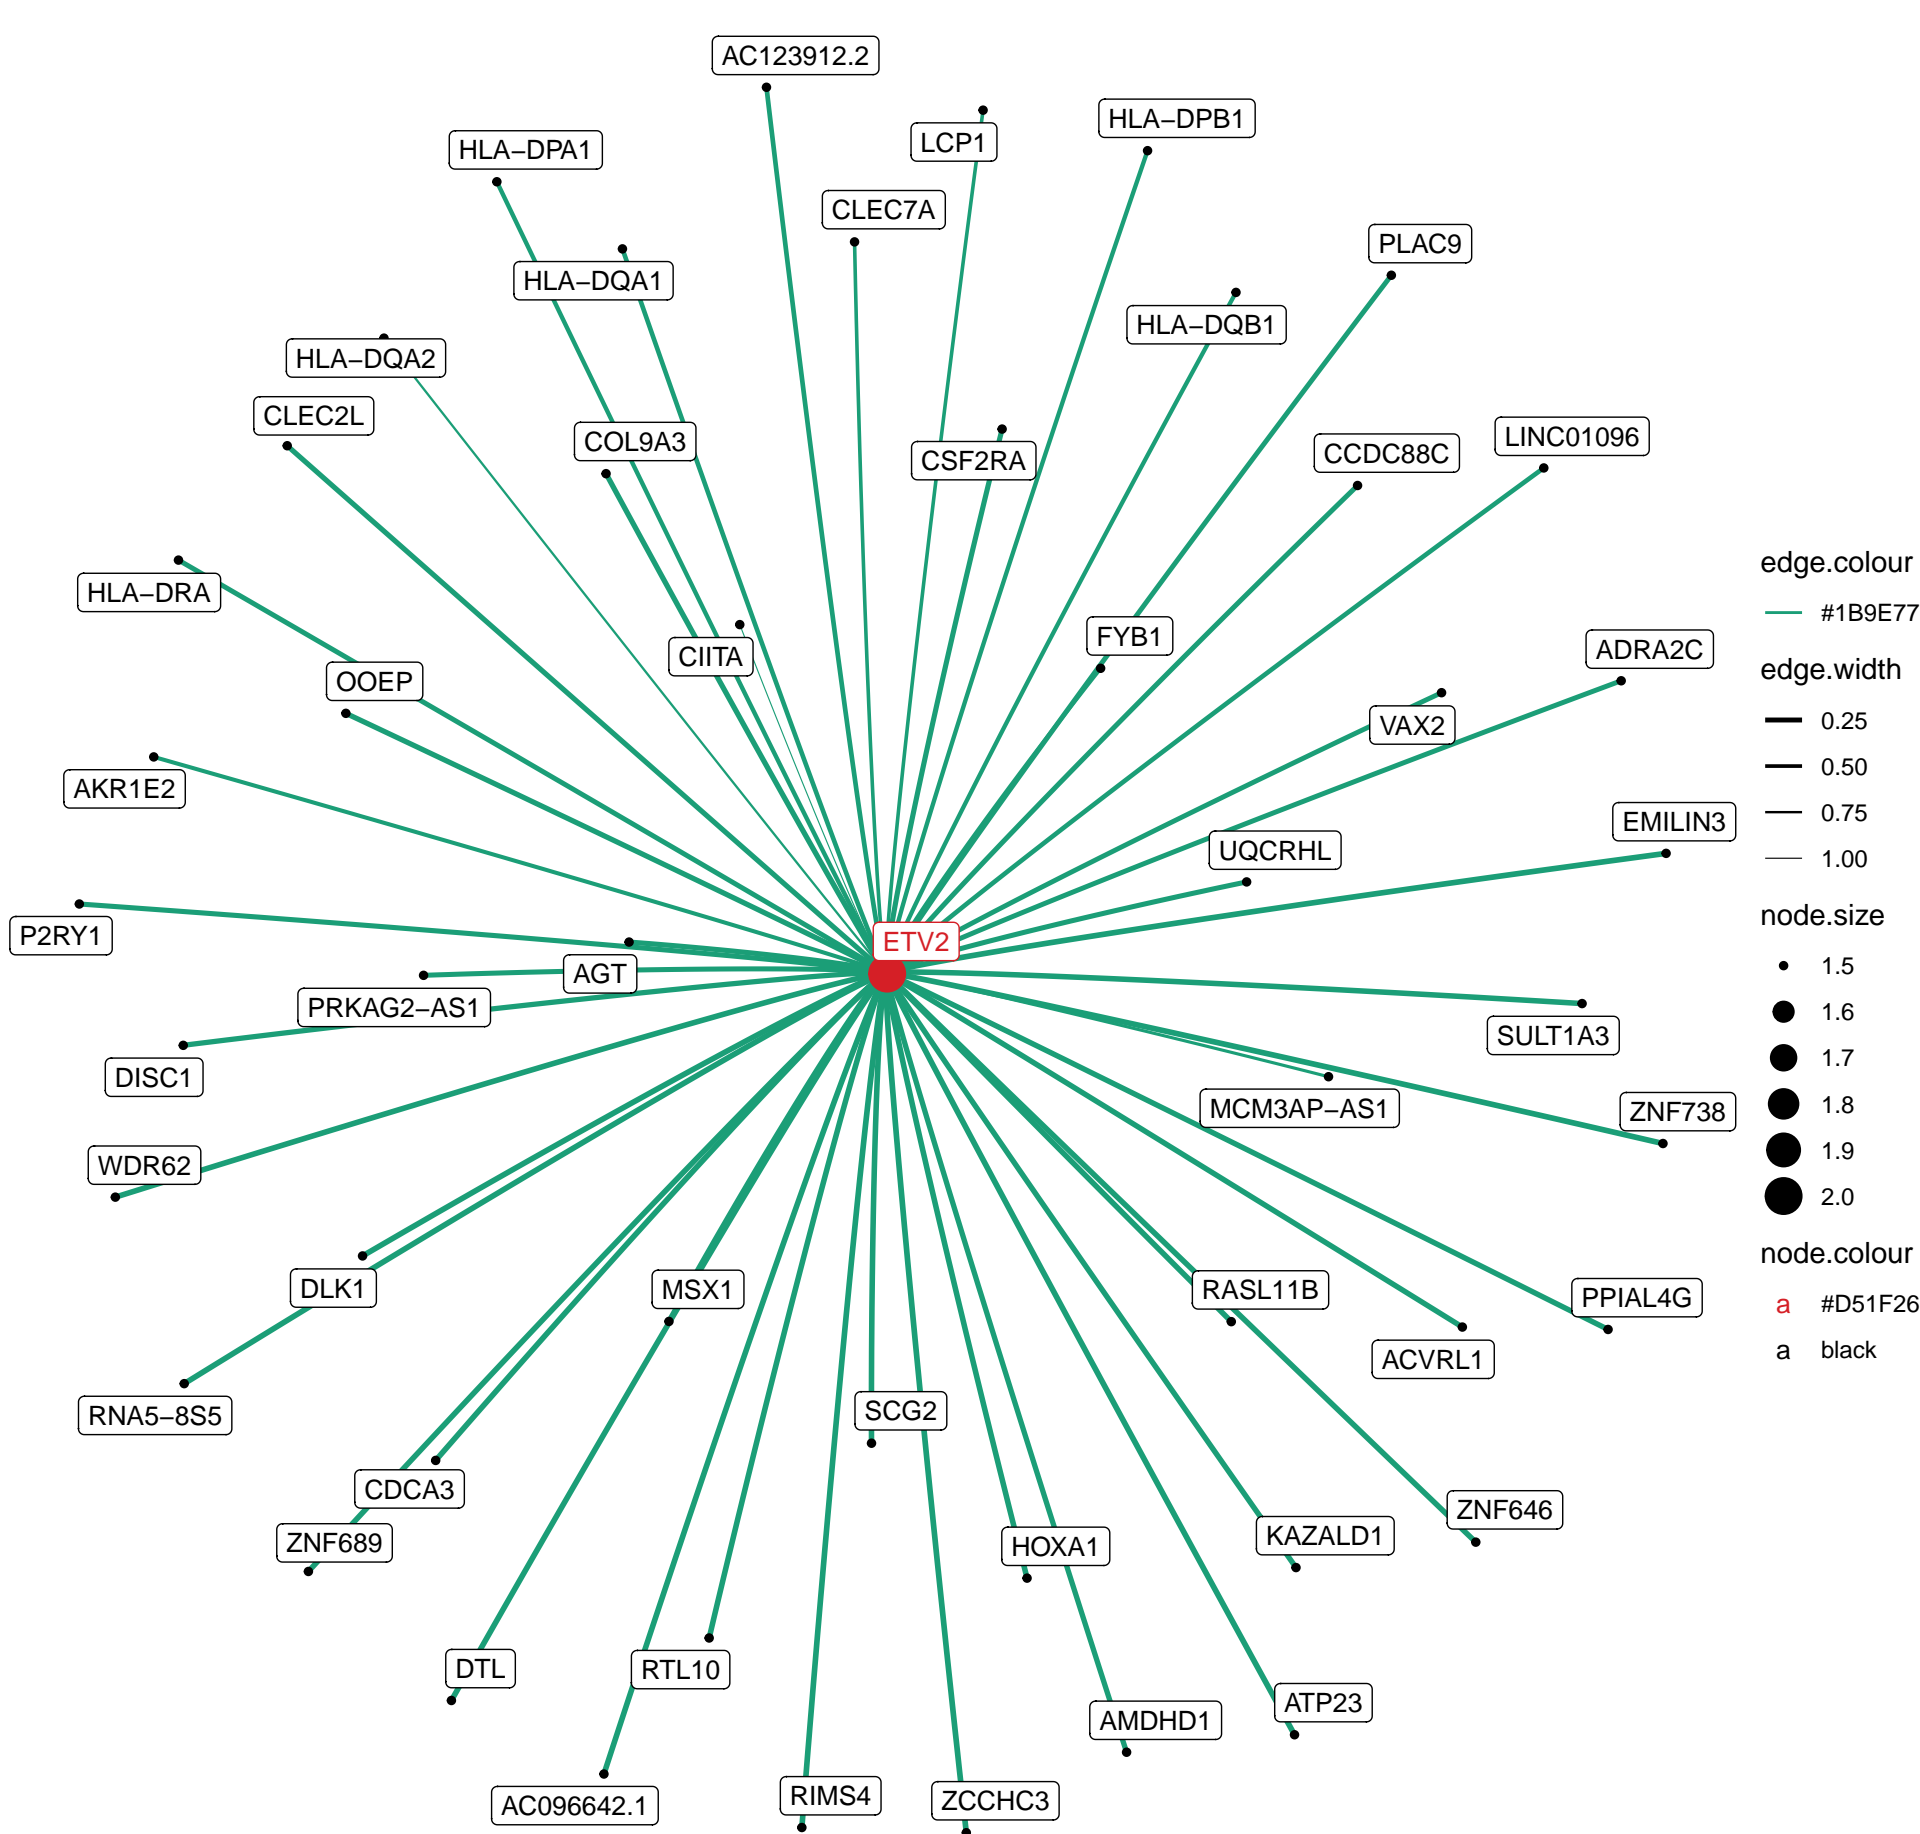 AC123912.2
LCP1
HLA−DPB1
HLA−DPA1
CLEC7A
PLAC9
HLA−DQA1
HLA−DQB1
HLA−DQA2
CLEC2L
COL9A3
CSF2RA
CCDC88C
LINC01096
HLA−DRA
CIITA
FYB1
ADRA2C
OOEP
VAX2
AKR1E2
EMILIN3
UQCRHL
P2RY1
ETV2
AGT
PRKAG2−AS1
SULT1A3
DISC1
MCM3AP−AS1
ZNF738
WDR62
DLK1
MSX1
RASL11B
PPIAL4G
ACVRL1
RNA5−8S5
SCG2
CDCA3
ZNF646
ZNF689
HOXA1
KAZALD1
DTL
RTL10
ATP23
AMDHD1
AC096642.1
RIMS4
ZCCHC3
edge.colour
#1B9E77
edge.width
0.25
0.50
0.75
1.00
node.size
1.5
1.6
1.7
1.8
1.9
2.0
node.colour
a #D51F26
a black